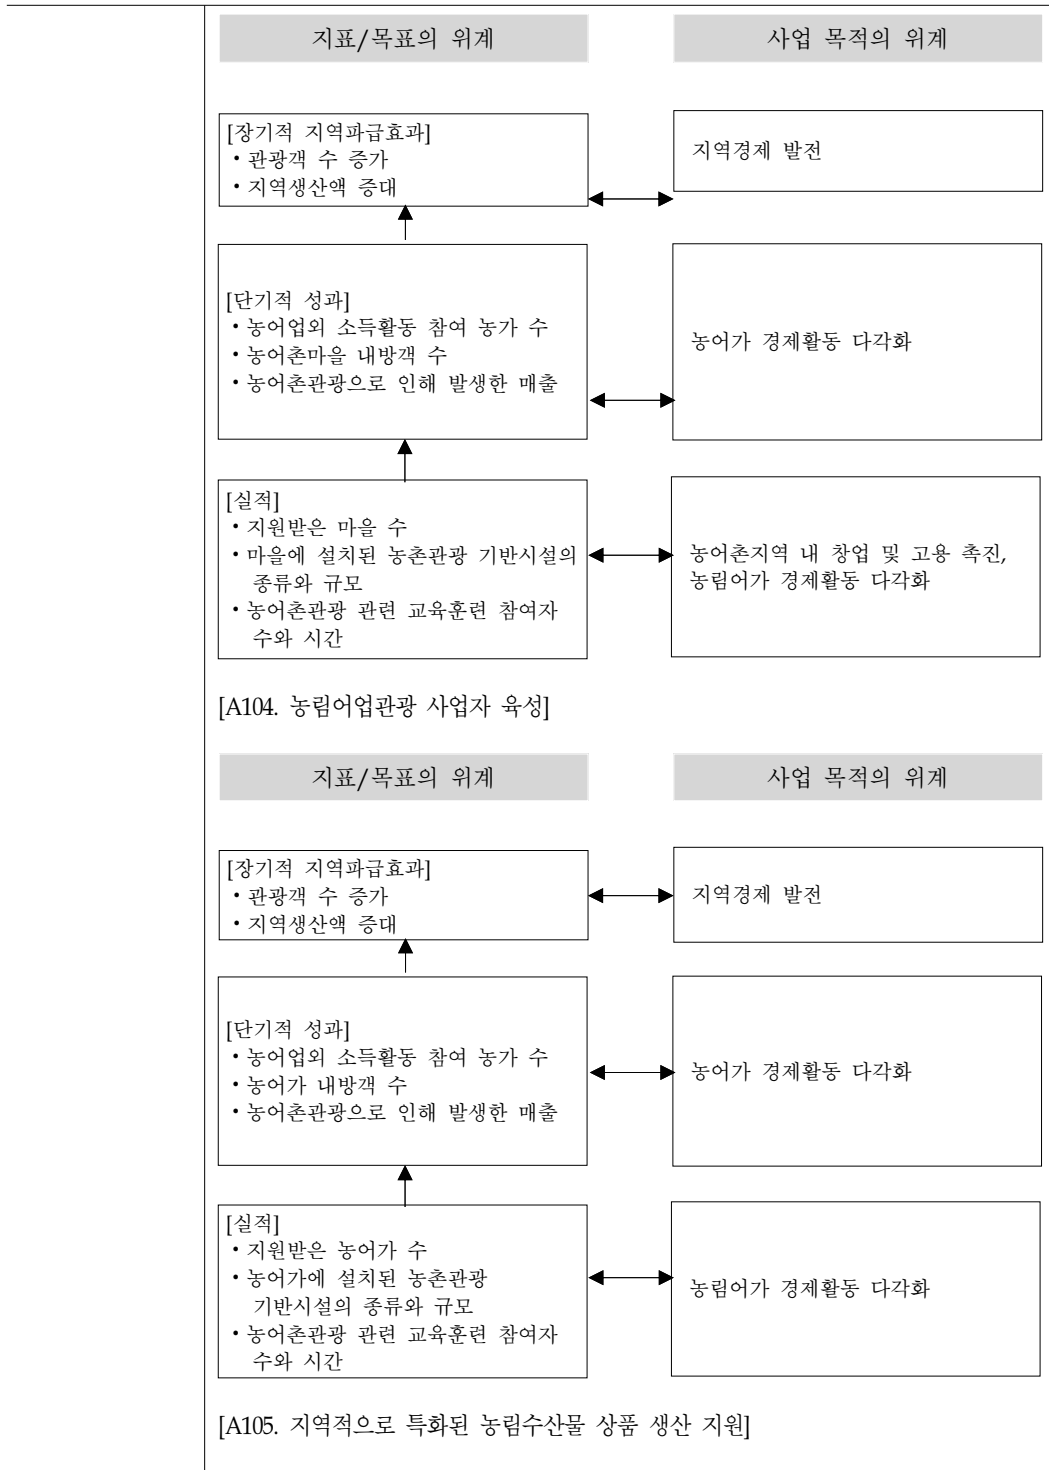 지표/목표의 위계
사업 목적의 위계
[장기적 지역파급효과]
• 관광객 수 증가
• 지역생산액 증대
지역경제 발전
[단기적 성과]
• 농어업외 소득활동 참여 농가 수
• 농어촌마을 내방객 수
• 농어촌관광으로 인해 발생한 매출
농어가 경제활동 다각화
[실적]
• 지원받은 마을 수
• 마을에 설치된 농촌관광 기반시설의
종류와 규모
• 농어촌관광 관련 교육훈련 참여자
수와 시간
농어촌지역 내 창업 및 고용 촉진,
농림어가 경제활동 다각화
[A104. 농림어업관광 사업자 육성]
지표/목표의 위계
사업 목적의 위계
[장기적 지역파급효과]
• 관광객 수 증가
• 지역생산액 증대
지역경제 발전
[단기적 성과]
• 농어업외 소득활동 참여 농가 수
• 농어가 내방객 수
• 농어촌관광으로 인해 발생한 매출
농어가 경제활동 다각화
[실적]
• 지원받은 농어가 수
• 농어가에 설치된 농촌관광
기반시설의 종류와 규모
• 농어촌관광 관련 교육훈련 참여자
수와 시간
농림어가 경제활동 다각화
[A105. 지역적으로 특화된 농림수산물 상품 생산 지원]